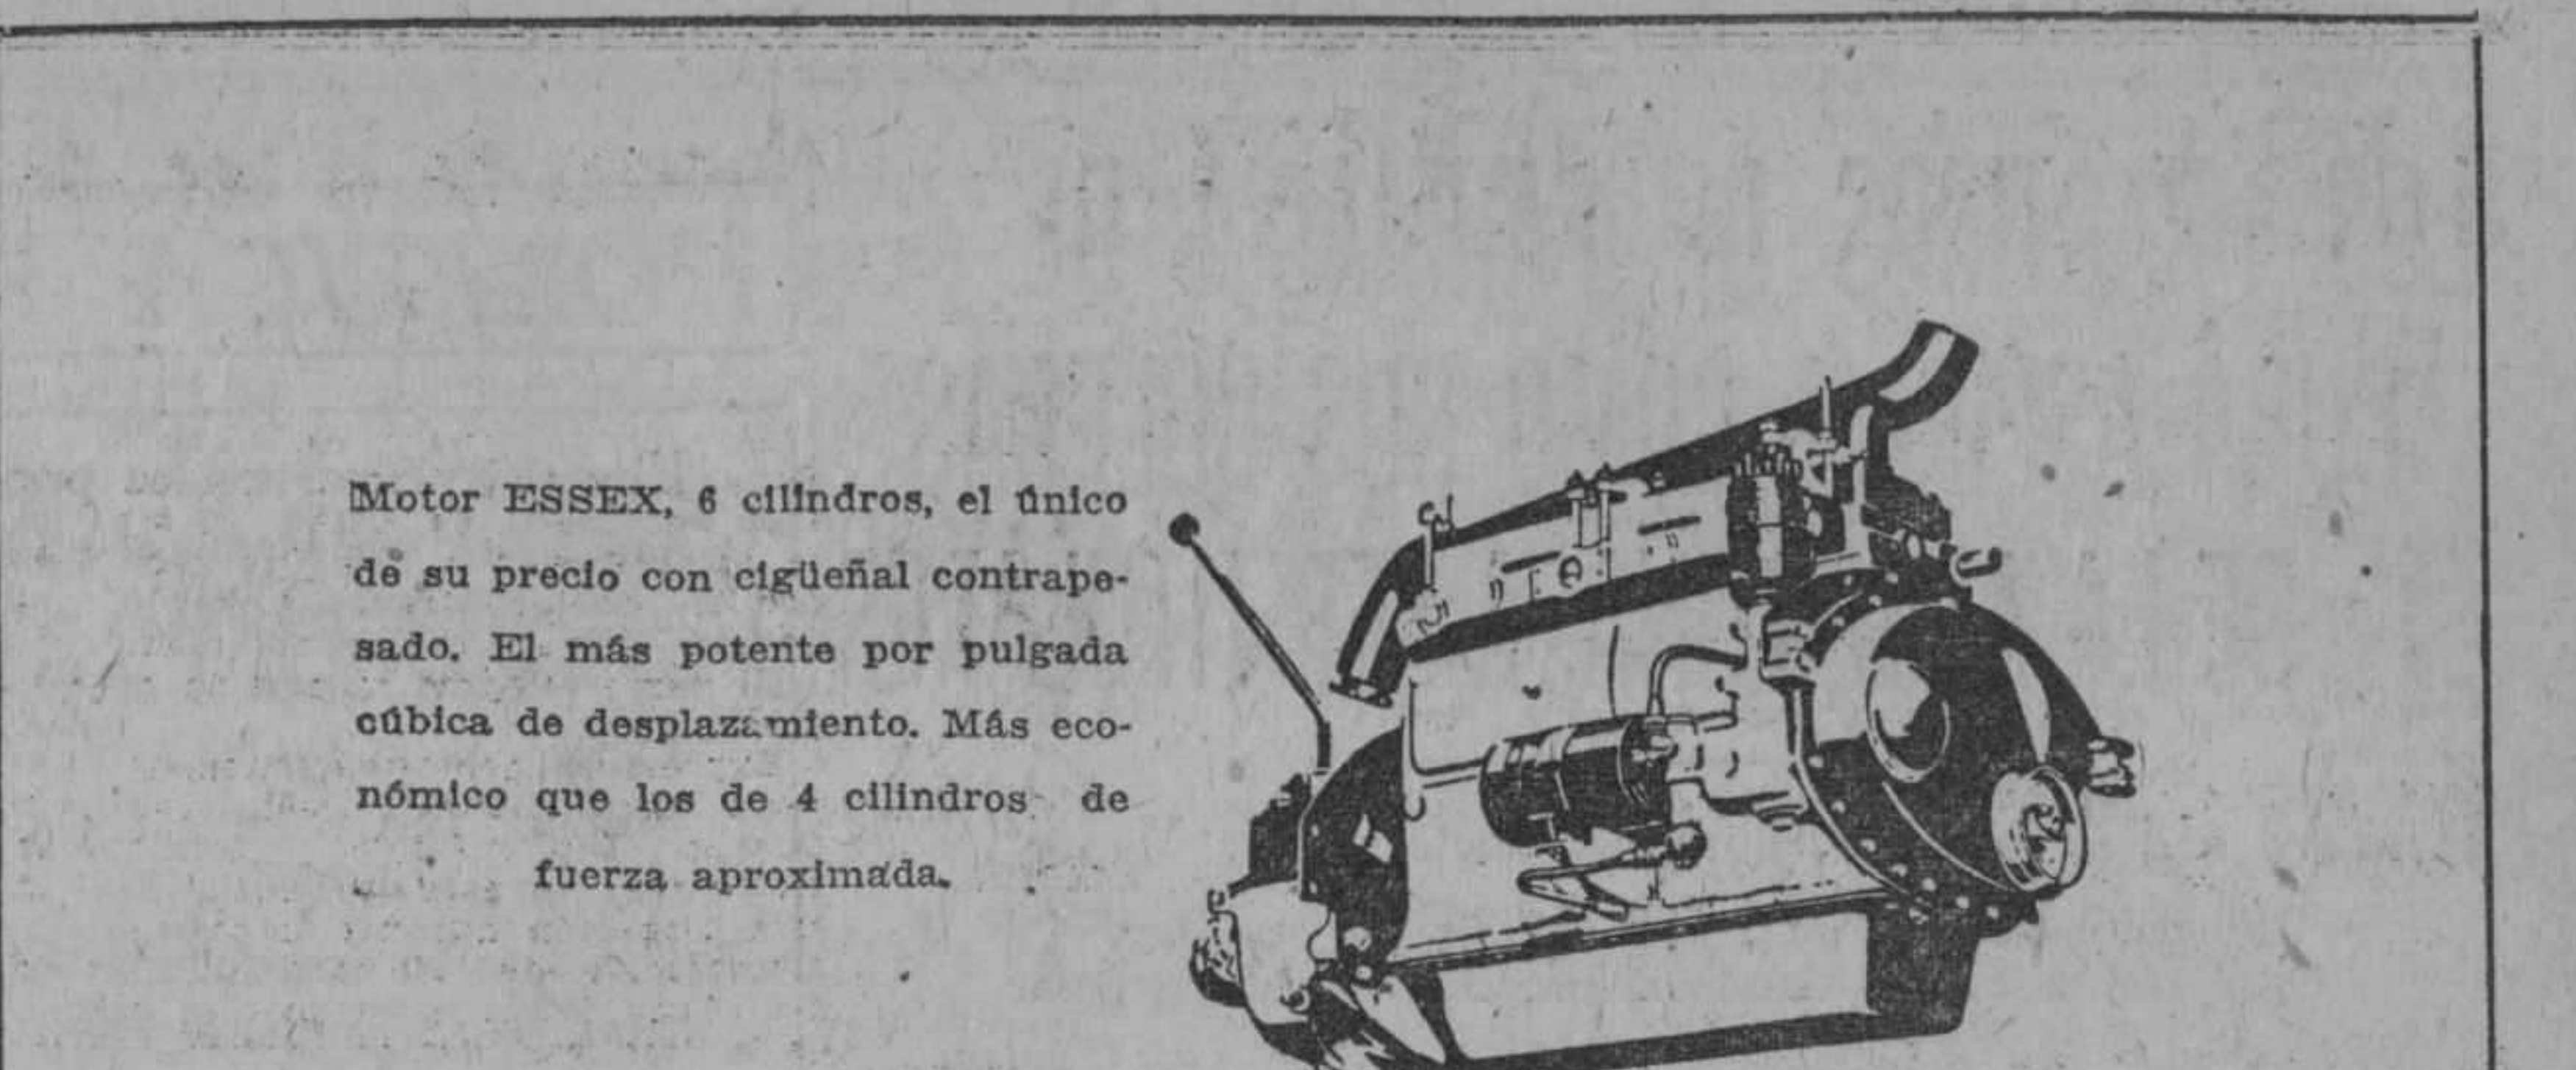 Motor ESSEX, 6 cilindros, el único
de su precio con cigüeñal contrape-
sado. El más potente por pulgada
cúbica de desplazamiento. Más eco-
nómico que los de 4 cilindros de
fuerza aproximada.